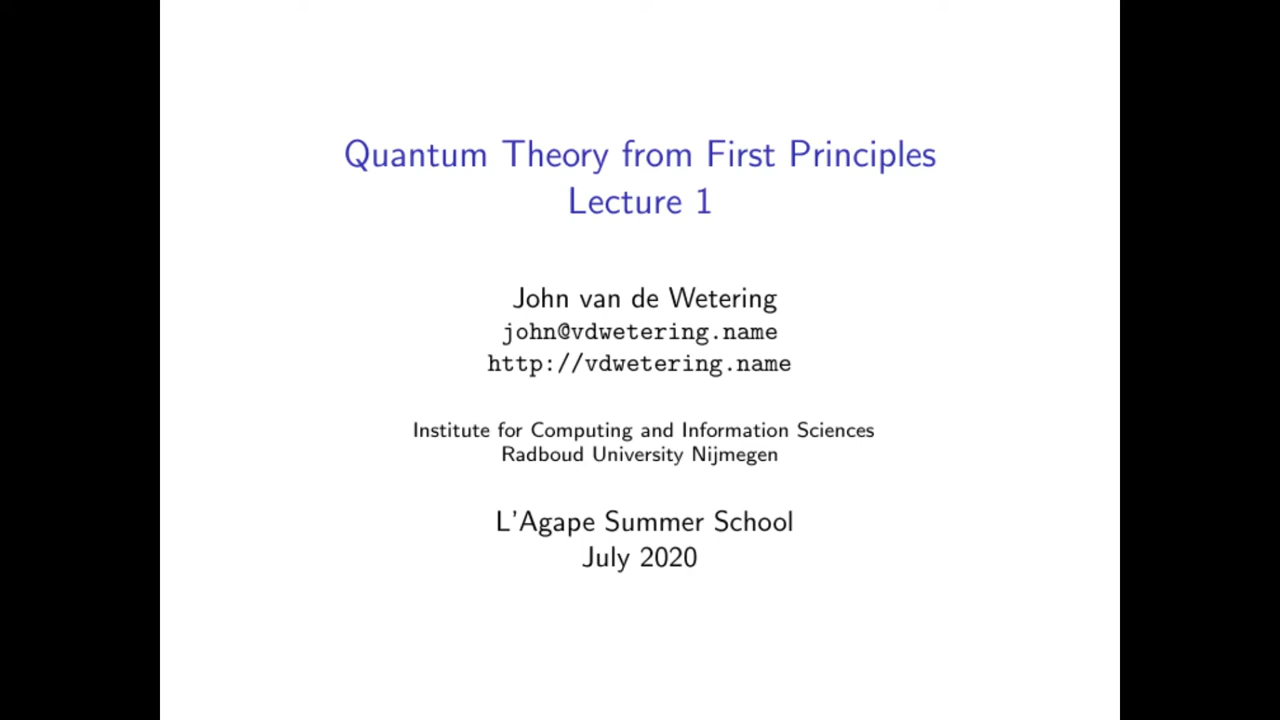 Quantum Theory from First Principles
Lecture 1
John van de Wetering
john@vdwetering.name
http://vdwetering.name
Institute for Computing and Information Sciences
Radboud University Nijmegen
L'Agape Summer School
July 2020